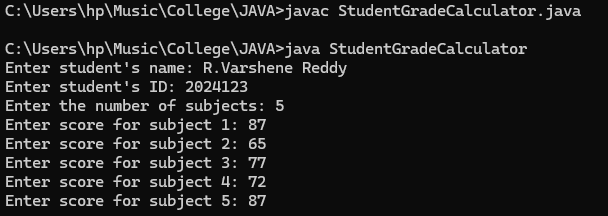 C:\Users\hp\Music\College\JAVA>javac StudentGradeCalculator.java
C:\Users\hp\Music\College\JAVA>java StudentGradeCalculator
Enter student's name: R.Varshene Reddy
Enter student's ID: 2024123
Enter the number of subjects: 5
Enter score for subject 1: 87
Enter score for subject 2: 65
Enter score for subject 3: 77
Enter score for subject 4: 72
Enter score for subject 5: 87